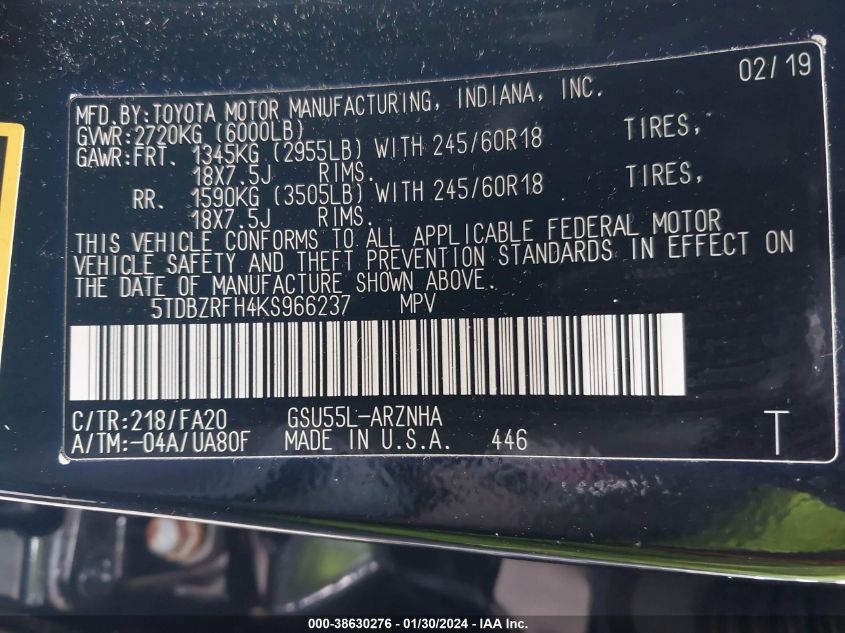 02/19
MFD.BY:TOYOTA MOTOR MANUFACTURING, INDIANA, INC.
GVWR:2720KG (6000LB)
GAWR:FRT. 1345KG (2955LB) WITH 245/60R18 TIRES,
18X7.5J RIMS.
RR. 1590KG (3505LB) WITH 245/60R18 TIRES,
18X7.5J RIMS.
THIS VEHICLE CONFORMS TO ALL APPLICABLE FEDERAL MOTOR
VEHICLE SAFETY AND THEFT PREVENTION STANDARDS IN EFFECT ON
THE DATE OF MANUFACTURE SHOWN ABOVE.
5TDBZRFH4KS966237 MPV
C/TR:218/FA20 GSU55L-ARZNHA
A/TM:-04A/UA80F MADE IN U.S.A. 446 T
000-38630276 - 01/30/2024 - IAA Inc.